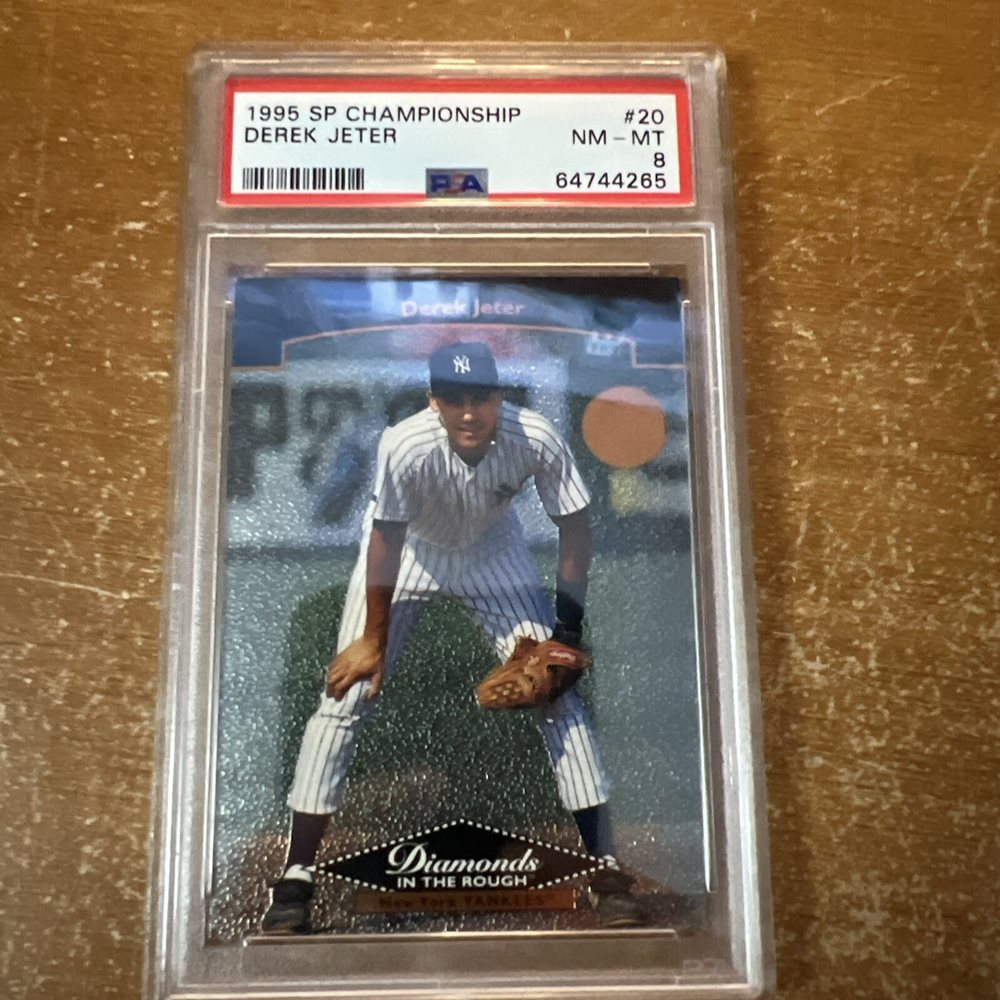 1995 SP CHAMPIONSHIP #20
DEREK JETER NM - MT
8
PSA 64744265
Derek Jeter
NY
Diamonds
IN THE ROUGH
New York YANKEES